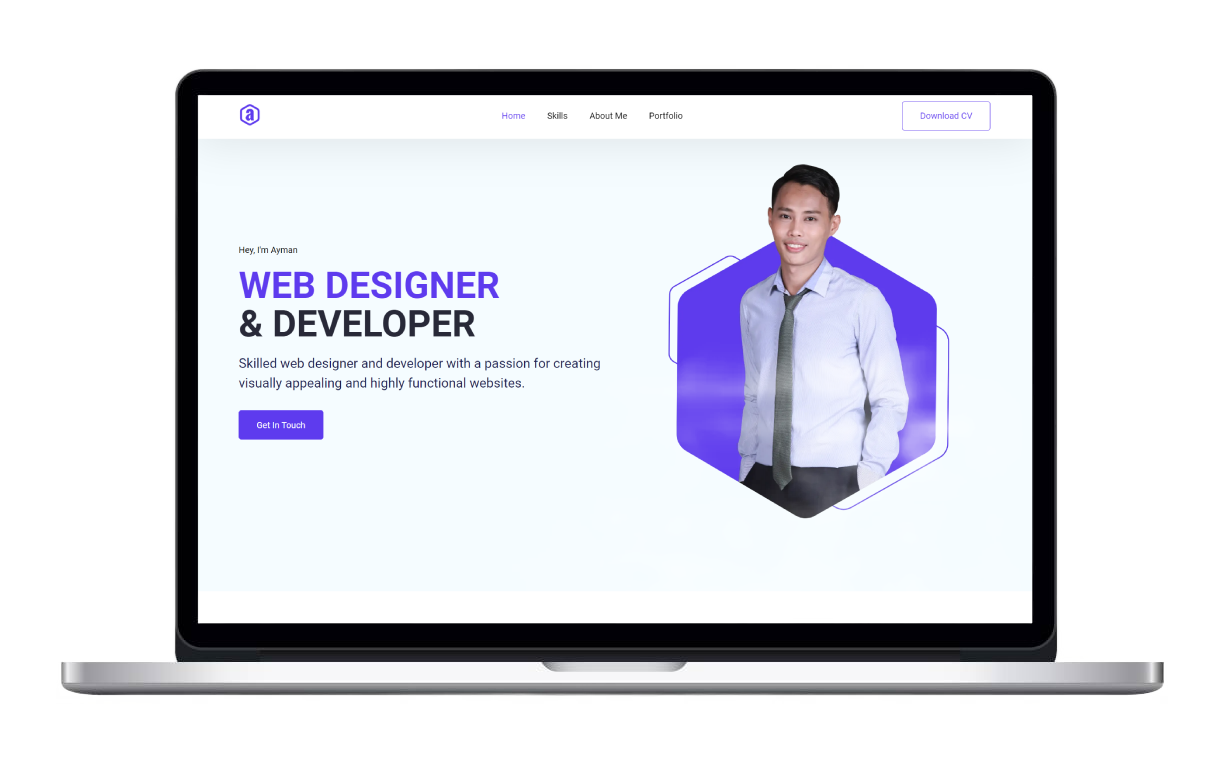 a
Home Skills About Me Portfolio Download CV
Hey, I'm Ayman
WEB DESIGNER
& DEVELOPER
Skilled web designer and developer with a passion for creating
visually appealing and highly functional websites.
Get In Touch